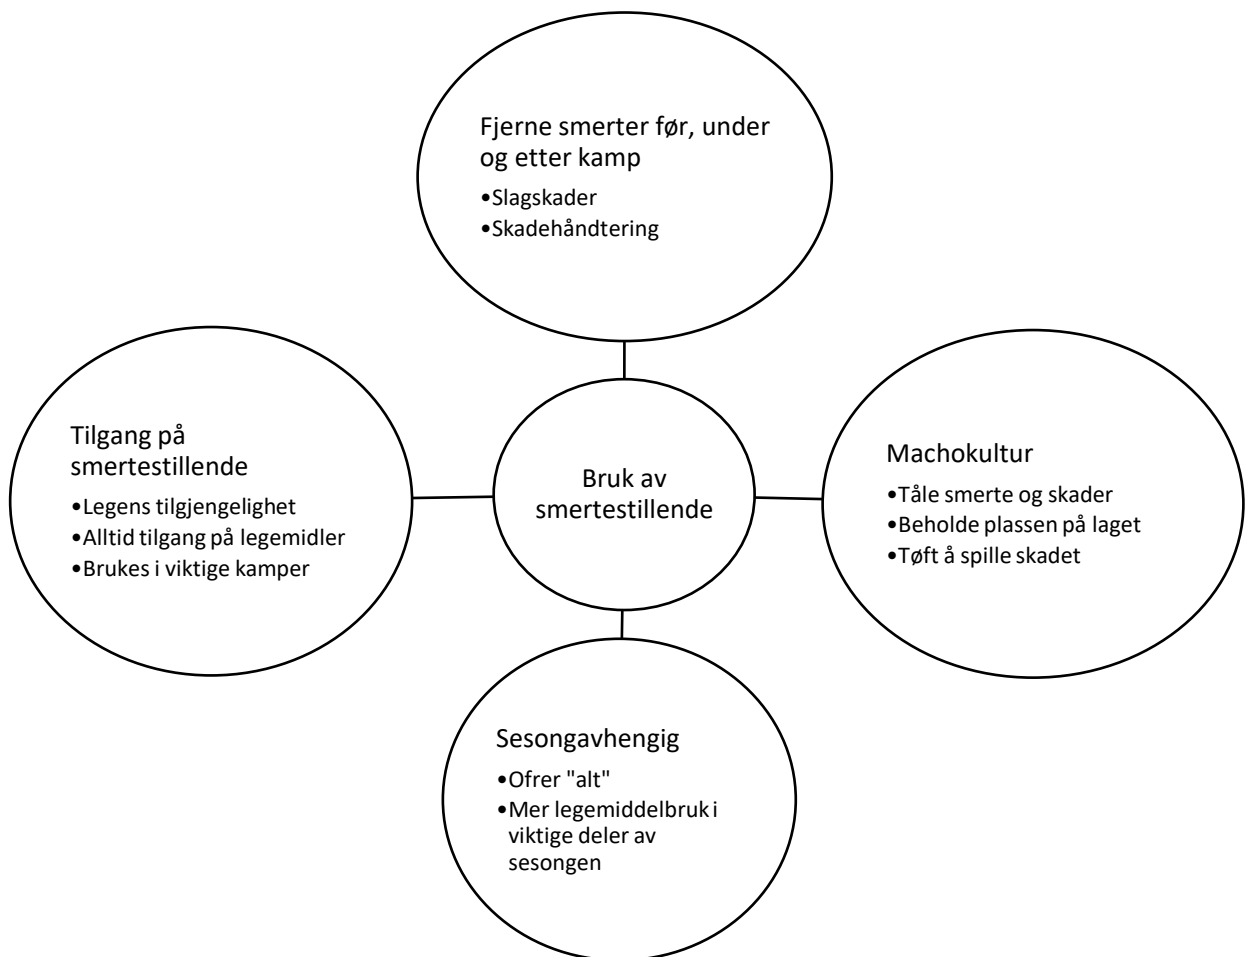 Fjerne smerter før, under
og etter kamp
•Slagskader
•Skadehåndtering
Tilgang på
smertestillende
•Legens tilgjengelighet
•Alltid tilgang på legemidler
•Brukes i viktige kamper
Bruk av
smertestillende
Machokultur
•Tåle smerte og skader
•Beholde plassen på laget
•Tøft å spille skadet
Sesongavhengig
•Ofrer "alt"
•Mer legemiddelbruk i
viktige deler av
sesongen